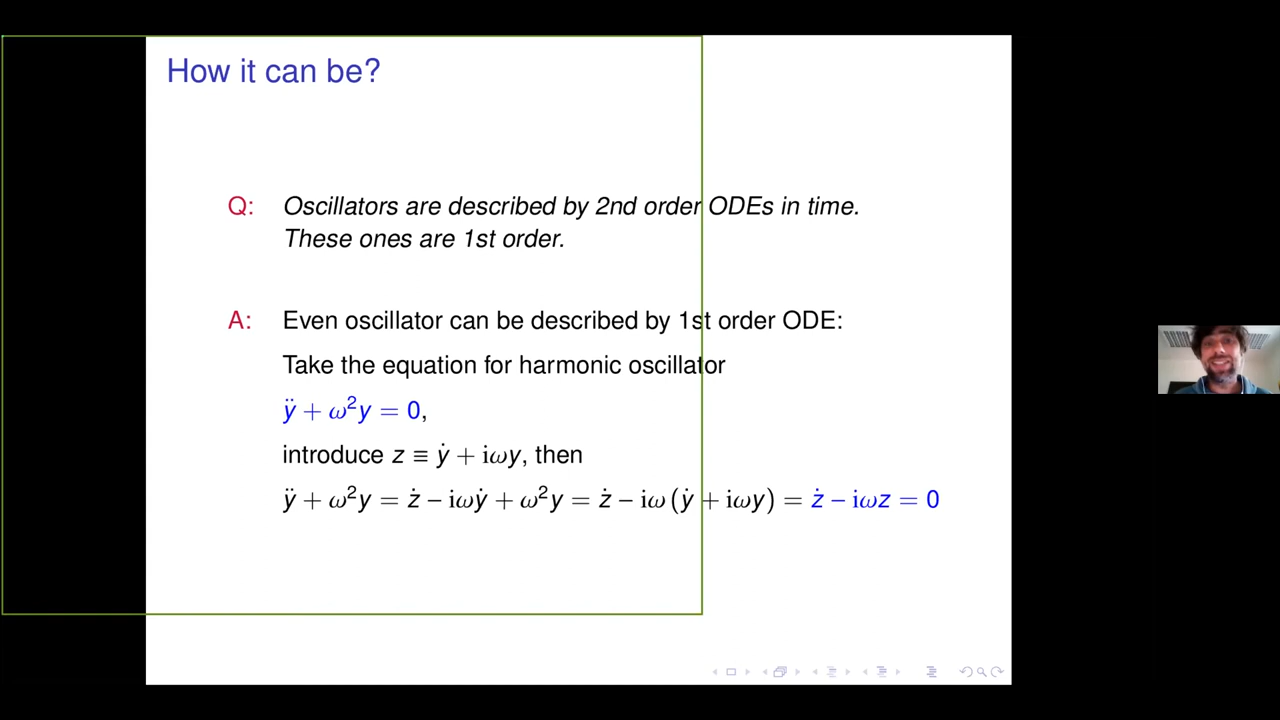 How it can be?
Q: Oscillators are described by 2nd order ODEs in time.
These ones are 1st order.
A: Even oscillator can be described by 1st order ODE:
Take the equation for harmonic oscillator
ÿ + ω²y = 0,
introduce z ≡ ẏ + iωy, then
ÿ + ω²y = ż − iωẏ + ω²y = ż − iω (ẏ + iωy) = ż − iωz = 0